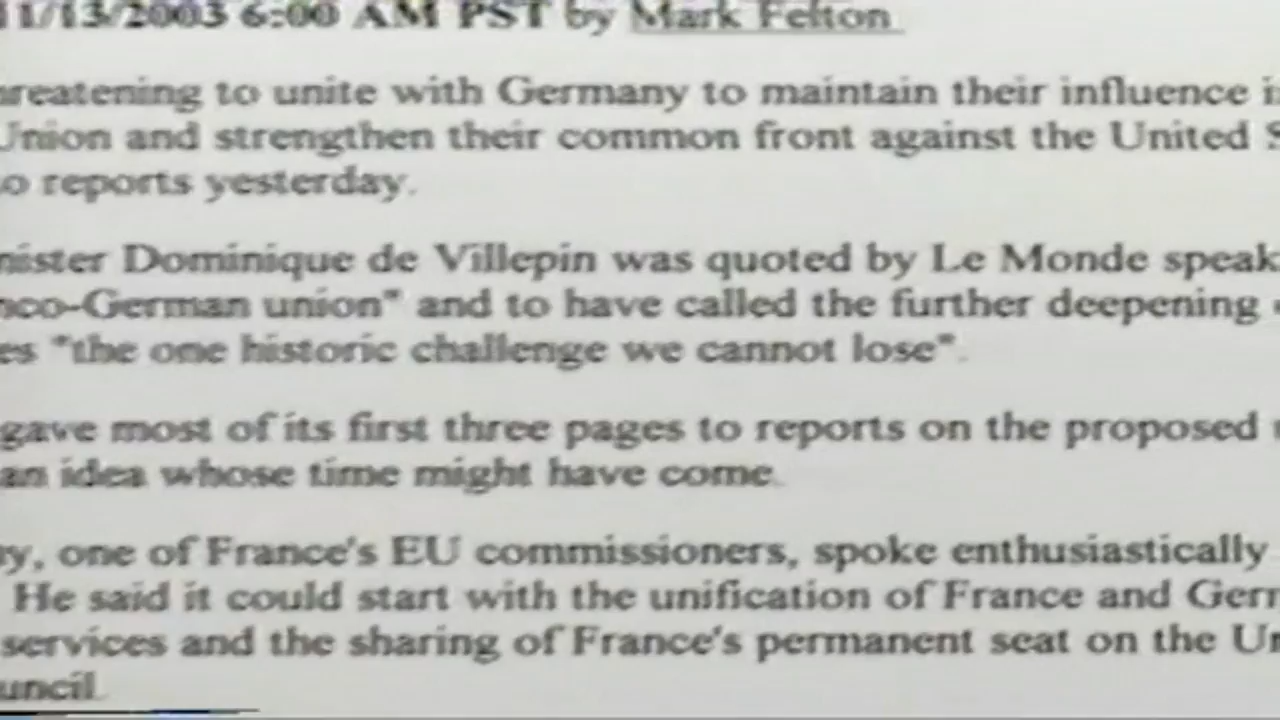 11/13/2003 6:00 AM PST by Mark Felton
reatening to unite with Germany to maintain their influence i
Union and strengthen their common front against the United S
o reports yesterday.
nister Dominique de Villepin was quoted by Le Monde speak
nco-German union" and to have called the further deepening
es "the one historic challenge we cannot lose".
gave most of its first three pages to reports on the proposed
an idea whose time might have come.
y, one of France's EU commissioners, spoke enthusiastically
He said it could start with the unification of France and Germ
services and the sharing of France's permanent seat on the Un
uncil.